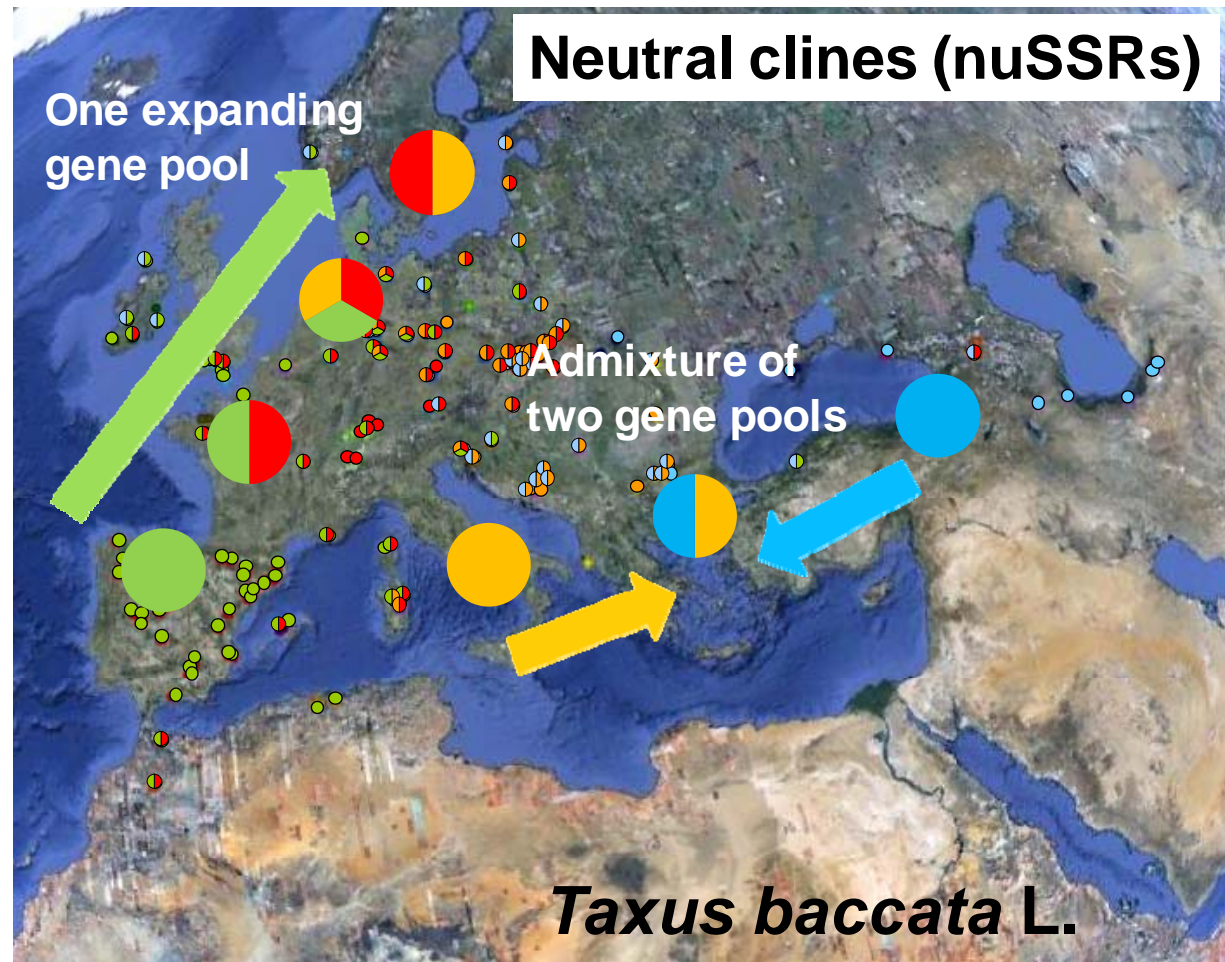 Neutral clines (nuSSRs)
One expanding
gene pool
Admixture of
two gene pools
Taxus baccata L.